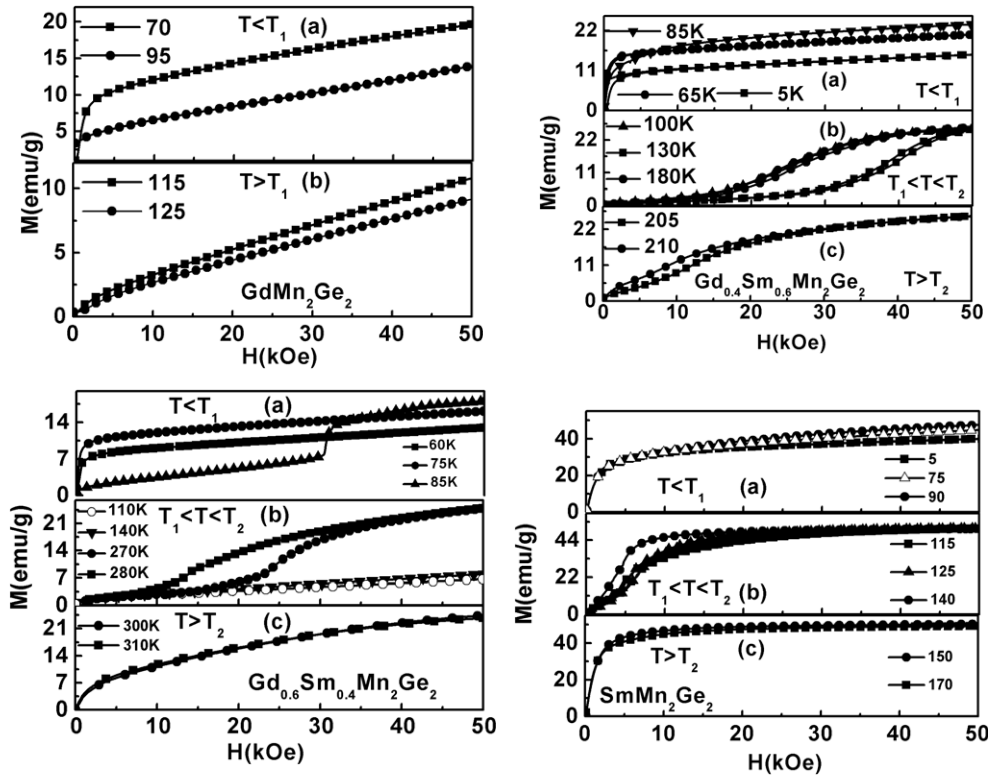 T<T₁ (a)
70
95
20
15
10
5
T>T₁
(b)
115
125
10
5
0
GdMn₂Ge₂
M(emu/g)
0 10 20 30 40 50
H(kOe)
85K
(a)
65K 5K
T<T₁
22
11
0
100K
130K
180K
(b)
T₁<T<T₂
22
11
0
205
210
(c)
Gd₀.₄Sm₀.₆Mn₂Ge₂
T>T₂
22
11
0
M(emu/g)
0 10 20 30 40 50
H(kOe)
T<T₁ (a)
60K
75K
85K
14
7
0
110K
140K
270K
280K
T₁<T<T₂ (b)
21
14
7
0
300K
310K
T>T₂ (c)
Gd₀.₆Sm₀.₄Mn₂Ge₂
21
14
7
0
M(emu/g)
0 10 20 30 40 50
H(kOe)
T<T₁ (a)
5
75
90
40
20
0
T₁<T<T₂ (b)
115
125
140
44
22
0
T>T₂ (c)
150
170
SmMn₂Ge₂
50
25
0
M(emu/g)
0 10 20 30 40 50
H(kOe)